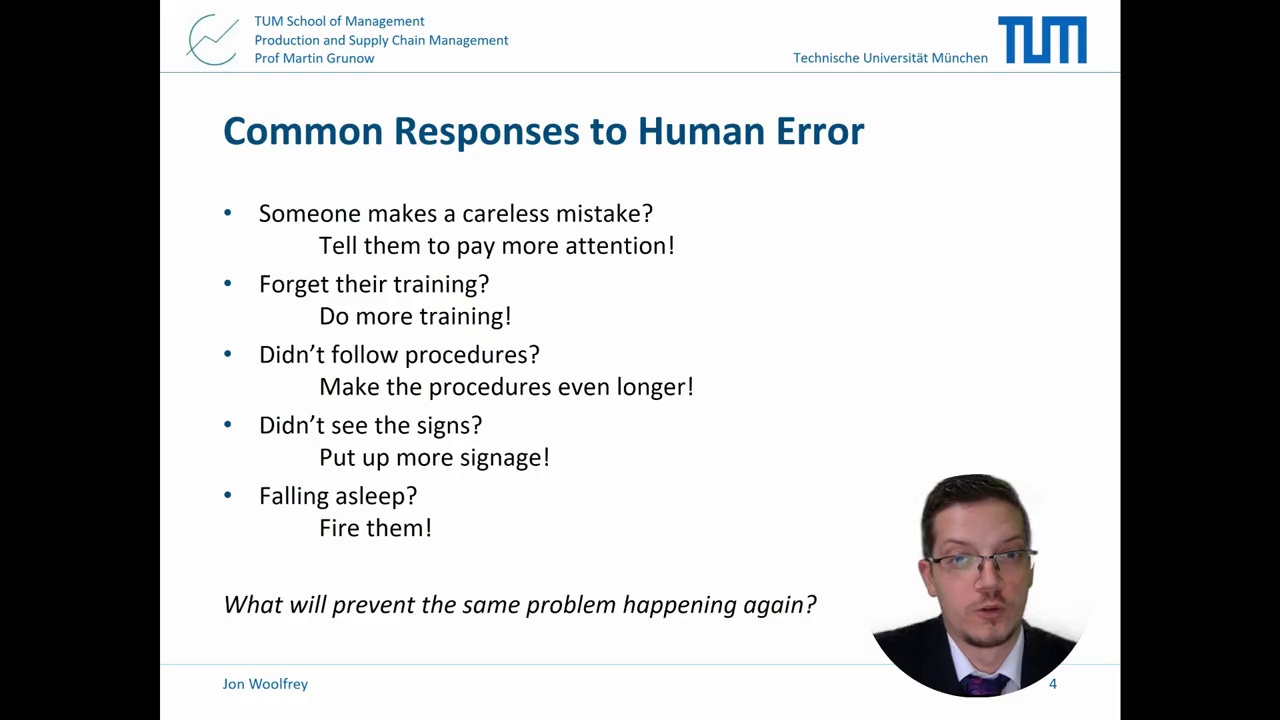 TUM School of Management
Production and Supply Chain Management
Prof Martin Grunow
Technische Universität München
TUM
Common Responses to Human Error
• Someone makes a careless mistake?
Tell them to pay more attention!
• Forget their training?
Do more training!
• Didn’t follow procedures?
Make the procedures even longer!
• Didn’t see the signs?
Put up more signage!
• Falling asleep?
Fire them!
What will prevent the same problem happening again?
Jon Woolfrey
4